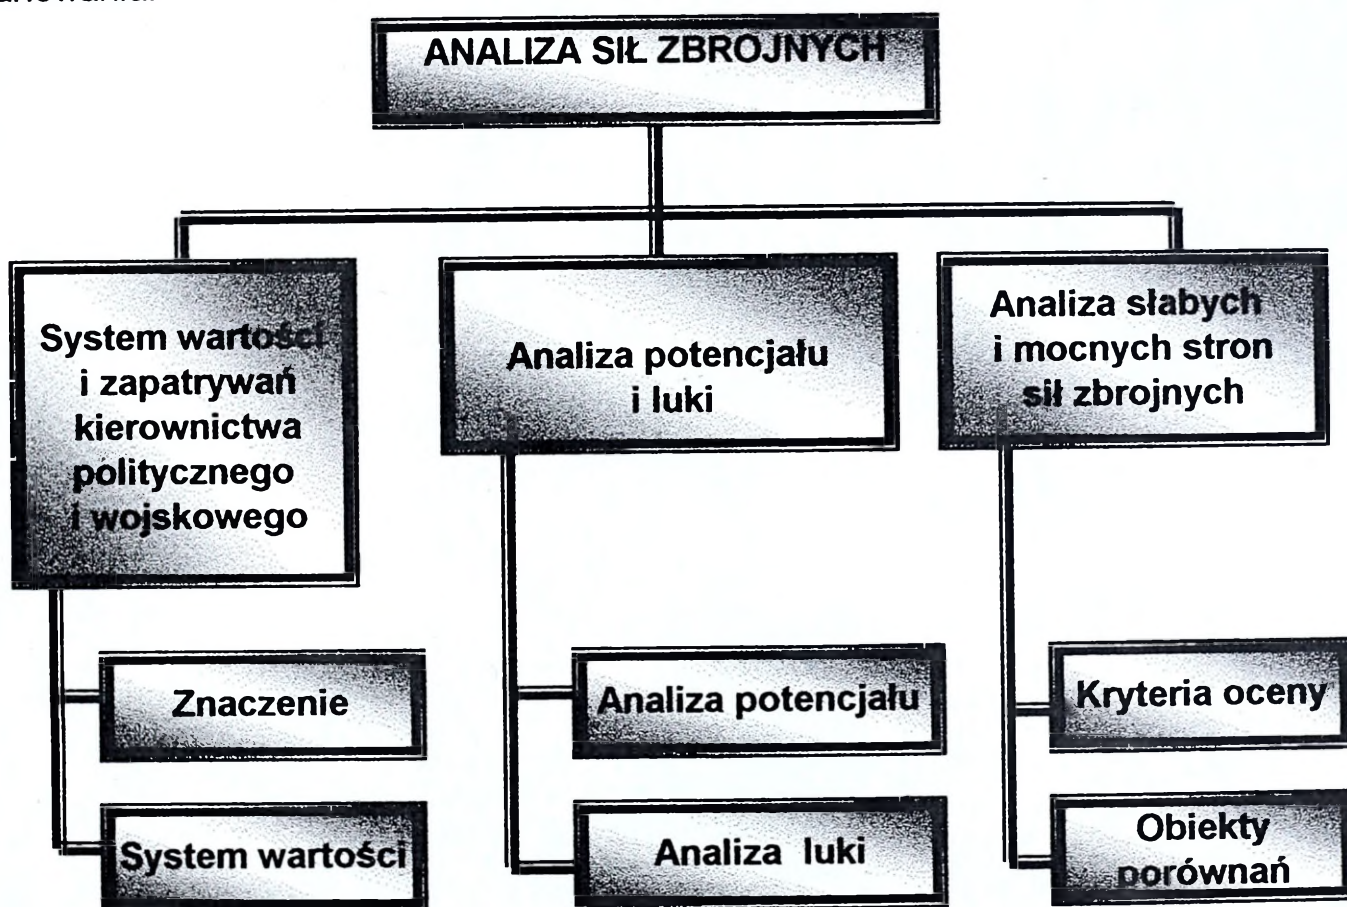 ANALIZA SIŁ ZBROJNYCH
System wartości
i zapatrywań
kierownictwa
politycznego
i wojskowego
Analiza potencjału
i luki
Analiza słabych
i mocnych stron
sił zbrojnych
Znaczenie
System wartości
Analiza potencjału
Analiza luki
Kryteria oceny
Obiekty
porównań